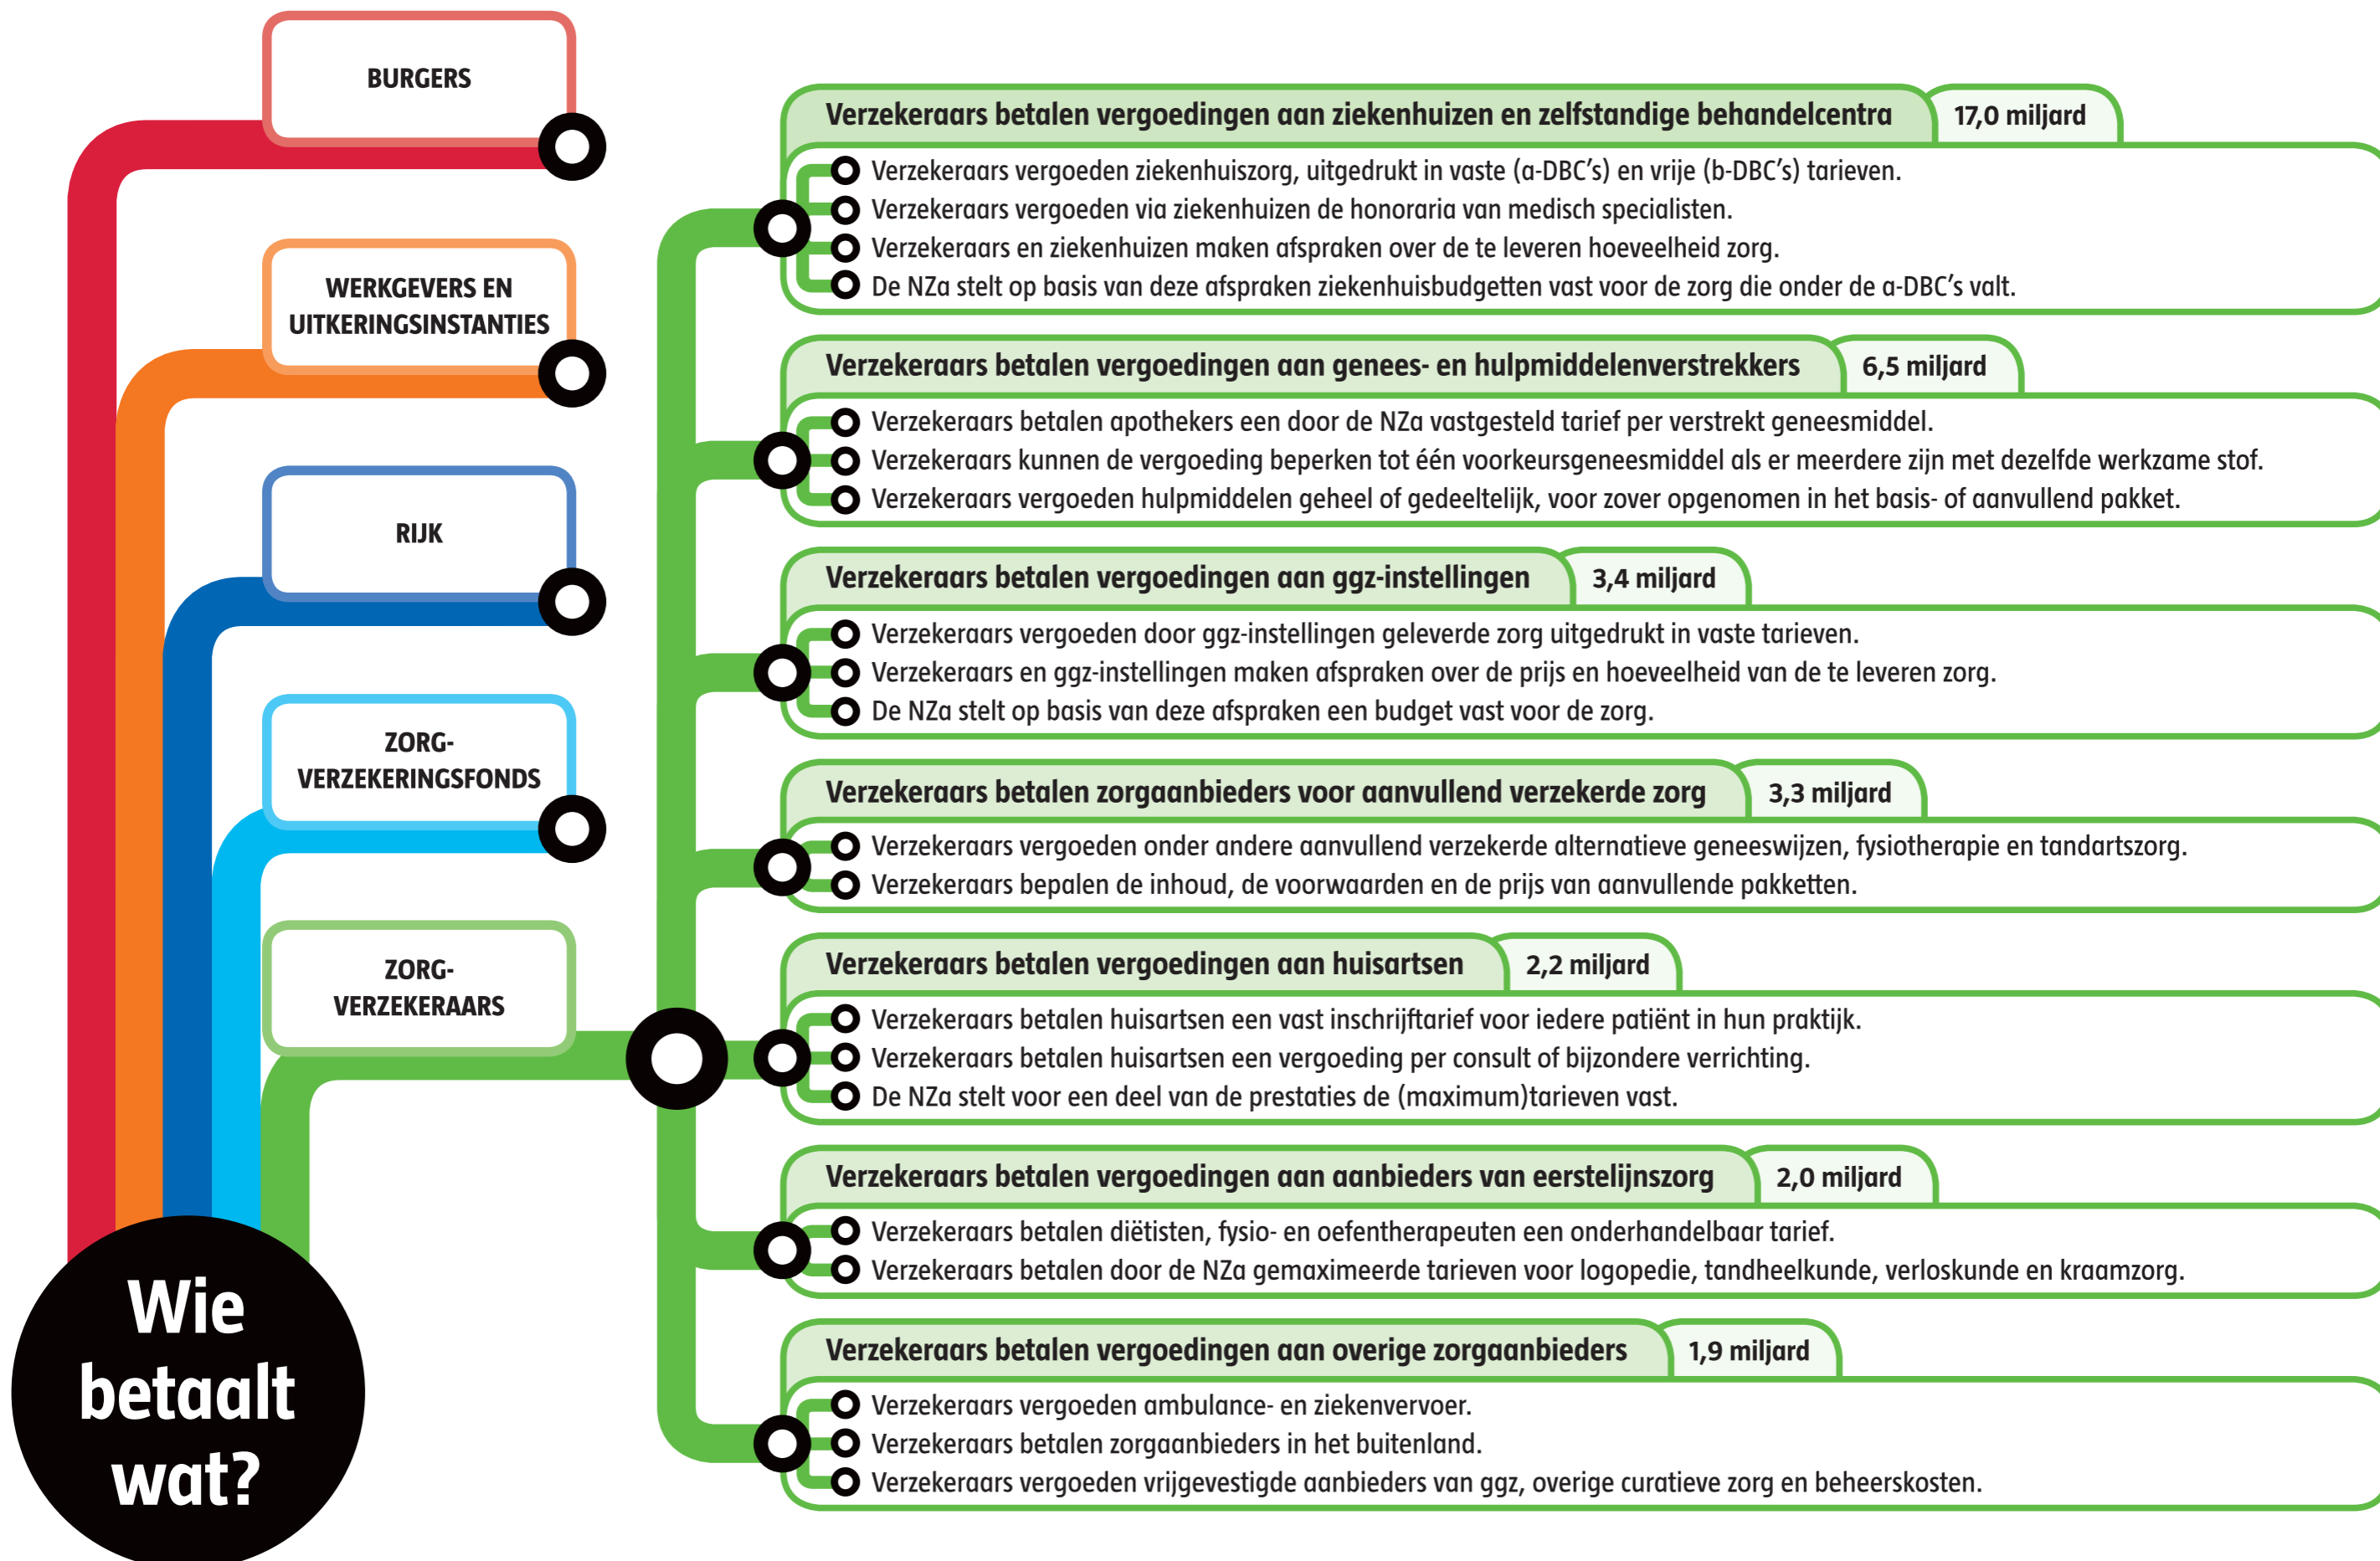 BURGERS
WERKGEVERS EN
UITKERINGSINSTANTIES
RIJK
ZORG-
VERZEKERINGSFONDS
ZORG-
VERZEKERAARS
Wie
betaalt
wat?
Verzekeraars betalen vergoedingen aan ziekenhuizen en zelfstandige behandelcentra 17,0 miljard
Verzekeraars vergoeden ziekenhuiszorg, uitgedrukt in vaste (a-DBC’s) en vrije (b-DBC’s) tarieven.
Verzekeraars vergoeden via ziekenhuizen de honoraria van medisch specialisten.
Verzekeraars en ziekenhuizen maken afspraken over de te leveren hoeveelheid zorg.
De NZa stelt op basis van deze afspraken ziekenhuisbudgetten vast voor de zorg die onder de a-DBC’s valt.
Verzekeraars betalen vergoedingen aan genees- en hulpmiddelenverstrekkers 6,5 miljard
Verzekeraars betalen apothekers een door de NZa vastgesteld tarief per verstrekt geneesmiddel.
Verzekeraars kunnen de vergoeding beperken tot één voorkeursgeneesmiddel als er meerdere zijn met dezelfde werkzame stof.
Verzekeraars vergoeden hulpmiddelen geheel of gedeeltelijk, voor zover opgenomen in het basis- of aanvullend pakket.
Verzekeraars betalen vergoedingen aan ggz-instellingen 3,4 miljard
Verzekeraars vergoeden door ggz-instellingen geleverde zorg uitgedrukt in vaste tarieven.
Verzekeraars en ggz-instellingen maken afspraken over de prijs en hoeveelheid van de te leveren zorg.
De NZa stelt op basis van deze afspraken een budget vast voor de zorg.
Verzekeraars betalen zorgaanbieders voor aanvullend verzekerde zorg 3,3 miljard
Verzekeraars vergoeden onder andere aanvullend verzekerde alternatieve geneeswijzen, fysiotherapie en tandartszorg.
Verzekeraars bepalen de inhoud, de voorwaarden en de prijs van aanvullende pakketten.
Verzekeraars betalen vergoedingen aan huisartsen 2,2 miljard
Verzekeraars betalen huisartsen een vast inschrijftarief voor iedere patiënt in hun praktijk.
Verzekeraars betalen huisartsen een vergoeding per consult of bijzondere verrichting.
De NZa stelt voor een deel van de prestaties de (maximum)tarieven vast.
Verzekeraars betalen vergoedingen aan aanbieders van eerstelijnszorg 2,0 miljard
Verzekeraars betalen diëtisten, fysio- en oefentherapeuten een onderhandelbaar tarief.
Verzekeraars betalen door de NZa gemaximeerde tarieven voor logopedie, tandheelkunde, verloskunde en kraamzorg.
Verzekeraars betalen vergoedingen aan overige zorgaanbieders 1,9 miljard
Verzekeraars vergoeden ambulance- en ziekenvervoer.
Verzekeraars betalen zorgaanbieders in het buitenland.
Verzekeraars vergoeden vrijgevestigde aanbieders van ggz, overige curatieve zorg en beheerskosten.